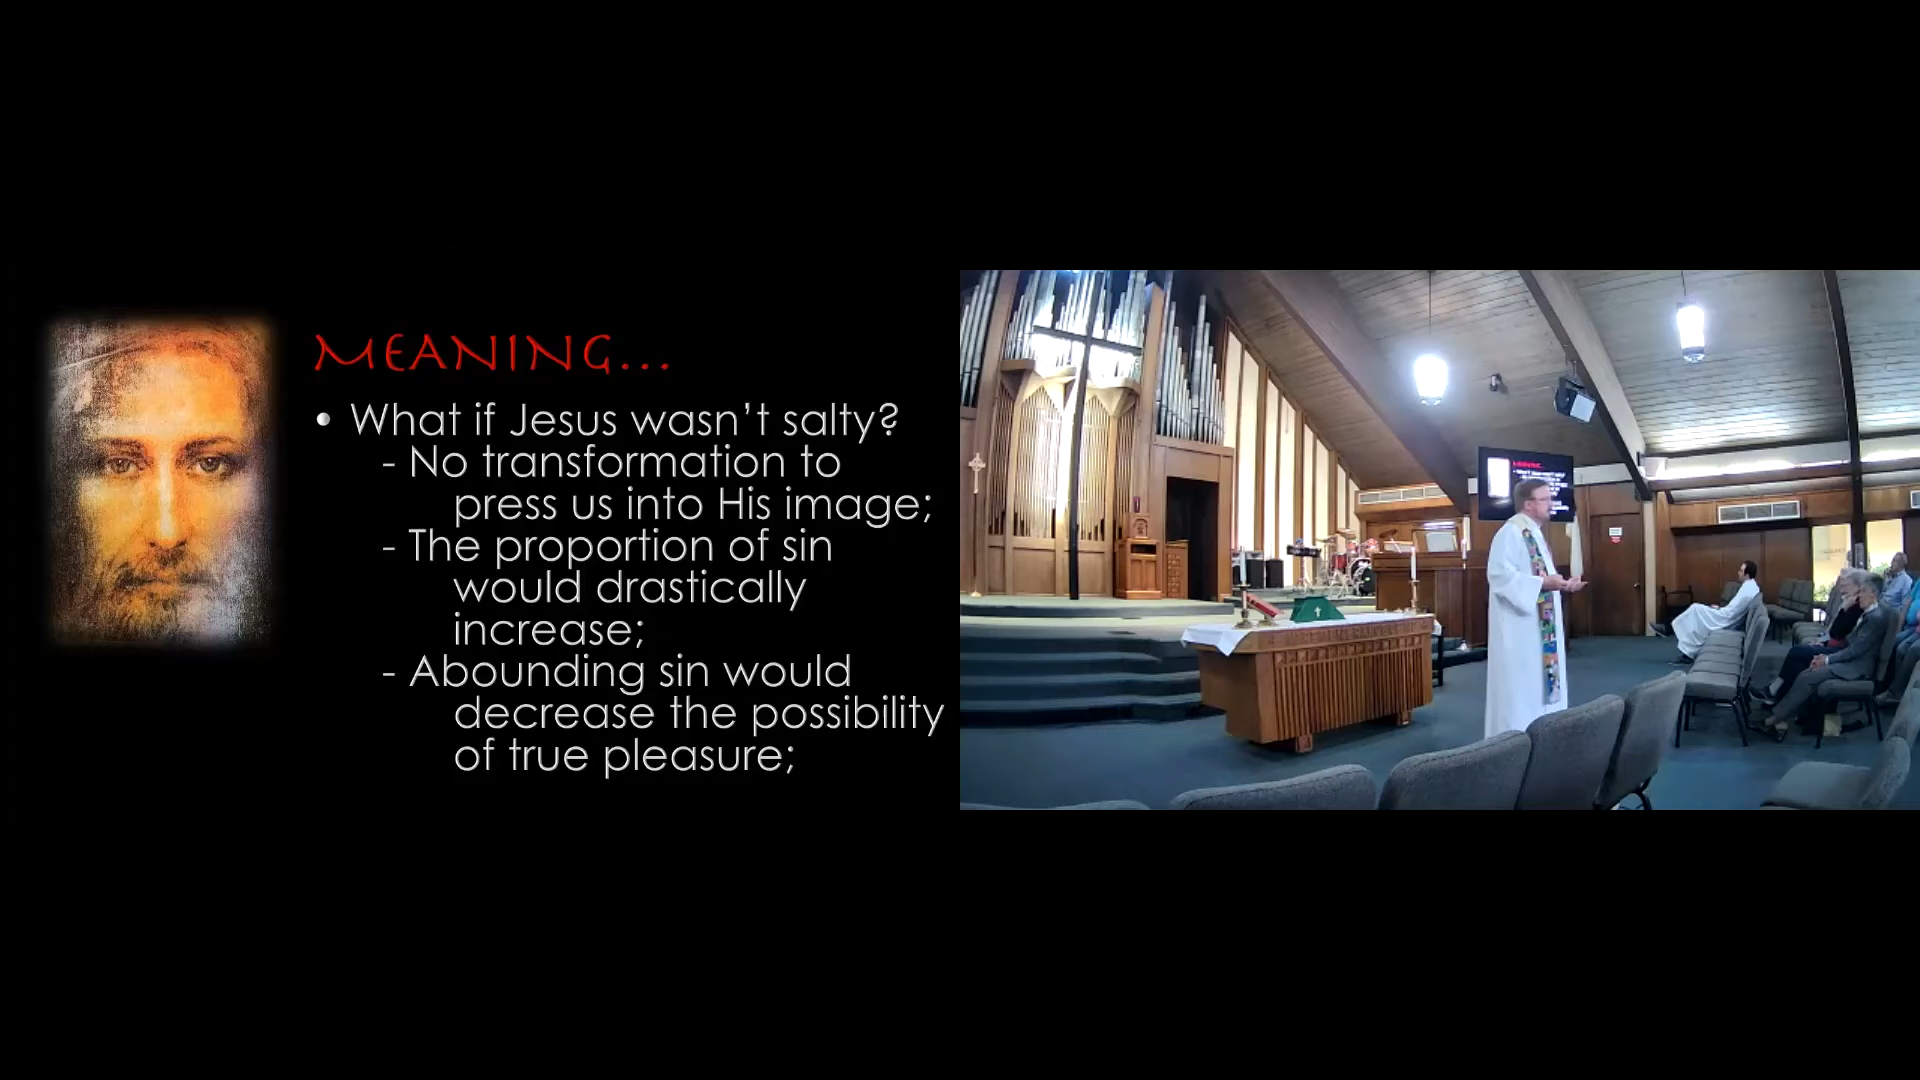 MEANING...
• What if Jesus wasn't salty?
- No transformation to
press us into His image;
- The proportion of sin
would drastically
increase;
- Abounding sin would
decrease the possibility
of true pleasure;
MEANING...